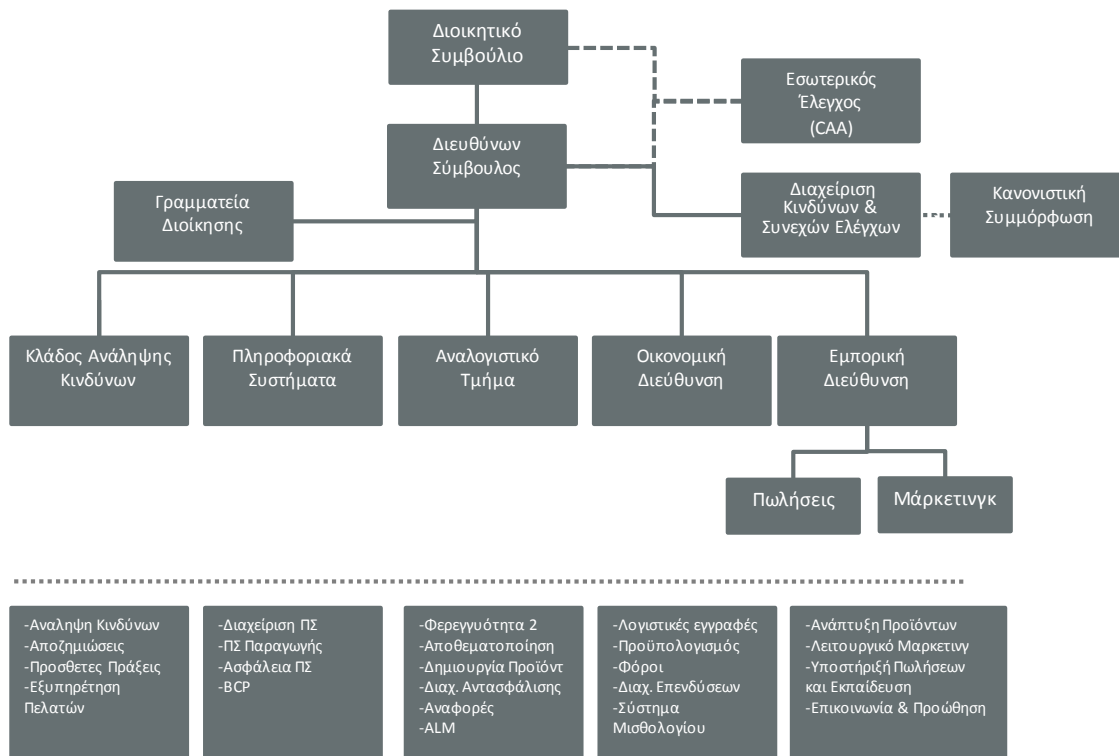 Διοικητικό
Συμβούλιο
Εσωτερικός
Έλεγχος
(CAA)
Διευθύνων
Σύμβουλος
Γραμματεία
Διοίκησης
Διαχείριση
Κινδύνων &
Συνεχών Ελέγχων
Κανονιστική
Συμμόρφωση
Κλάδος Ανάληψης
Κινδύνων
Πληροφοριακά
Συστήματα
Αναλογιστικό
Τμήμα
Οικονομική
Διεύθυνση
Εμπορική
Διεύθυνση
Πωλήσεις
Μάρκετινγκ
-Αναληψη Κινδύνων
-Αποζημιώσεις
-Προσθετες Πράξεις
-Εξυπηρέτηση
Πελατών
-Διαχείριση ΠΣ
-ΠΣ Παραγωγής
-Ασφάλεια ΠΣ
-BCP
-Φερεγγυότητα 2
-Αποθεματοποίηση
-Δημιουργία Προϊόντ
-Διαχ. Αντασφάλισης
-Αναφορές
-ALM
-Λογιστικές εγγραφές
-Προϋπολογισμός
-Φόροι
-Διαχ. Επενδύσεων
-Σύστημα
Μισθολογίου
-Ανάπτυξη Προϊόντων
-Λειτουργικό Μαρκετινγ
-Υποστήριξή Πωλήσεων
και Εκπαίδευση
-Επικοινωνία & Προώθηση